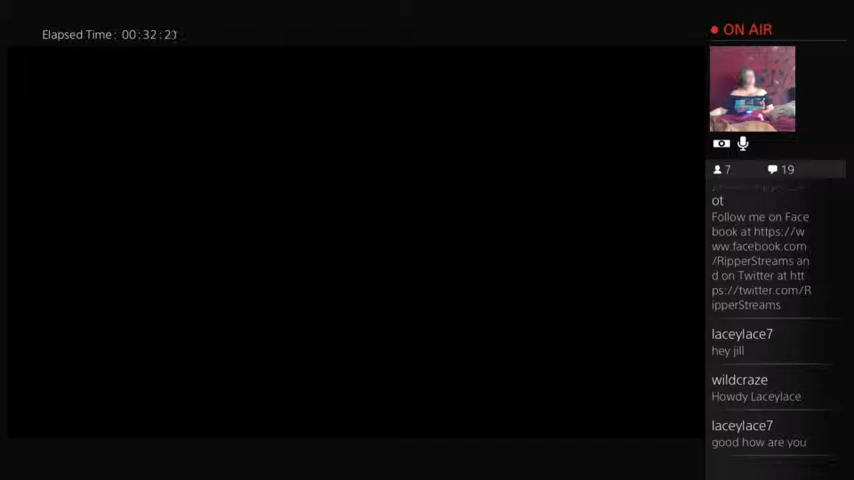 Elapsed Time: 00:32:21
ON AIR
7
19
ot
Follow me on Face
book at https://w
ww.facebook.com
/RipperStreams an
d on Twitter at htt
ps://twitter.com/R
ipperStreams
laceylace7
hey jill
wildcraze
Howdy Laceylace
laceylace7
good how are you